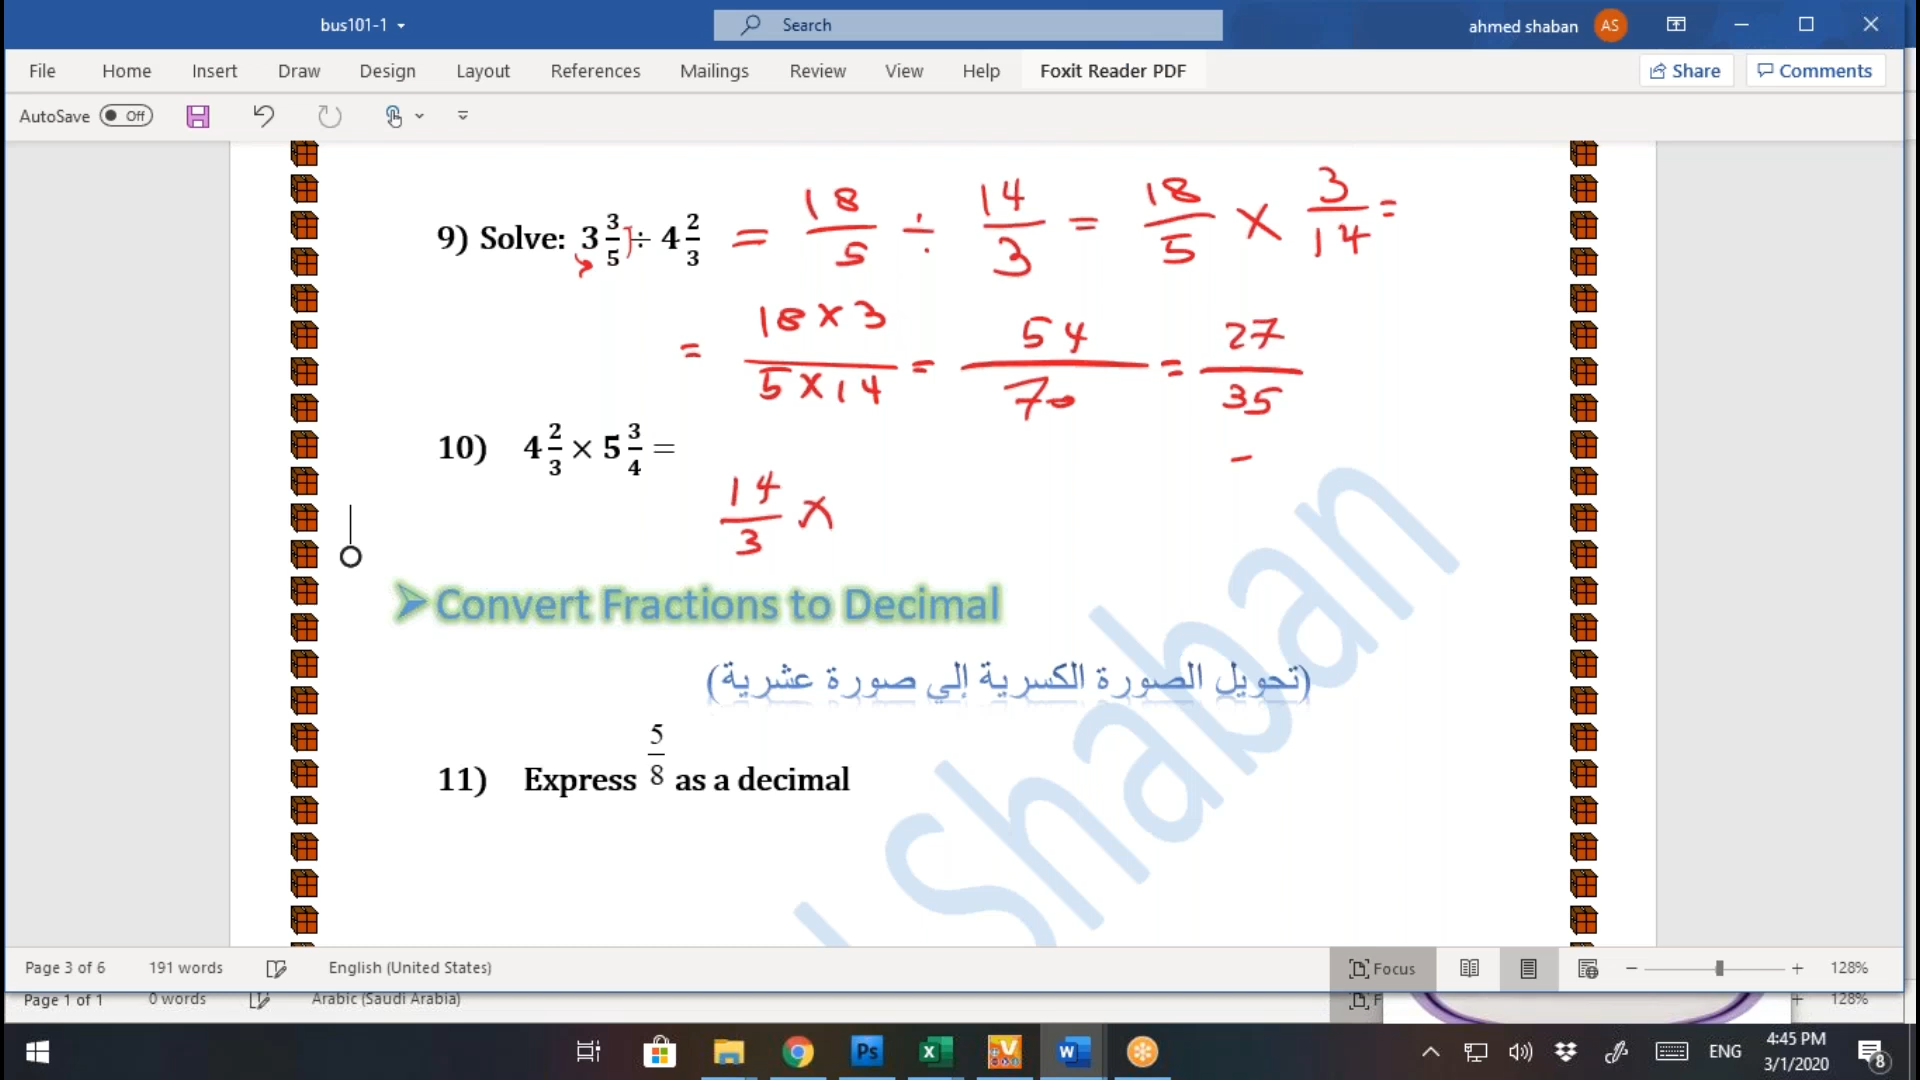 bus101-1
Search
ahmed shaban AS
File Home Insert Draw Design Layout References Mailings Review View Help Foxit Reader PDF Share Comments
AutoSave Off
9) Solve: 3 3/5 ÷ 4 2/3 = 18/5 ÷ 14/3 = 18/5 × 3/14 =
= 18×3 / 5×14 = 54/70 = 27/35
10) 4 2/3 × 5 3/4 =
14/3 ×
Convert Fractions to Decimal
(تحويل الصورة الكسرية إلي صورة عشرية)
11) Express 5/8 as a decimal
Shaban
Page 3 of 6 191 words English (United States) Focus 128%
Page 1 of 1 0 words Arabic (Saudi Arabia) F 128%
Ps
ENG
4:45 PM
3/1/2020
8